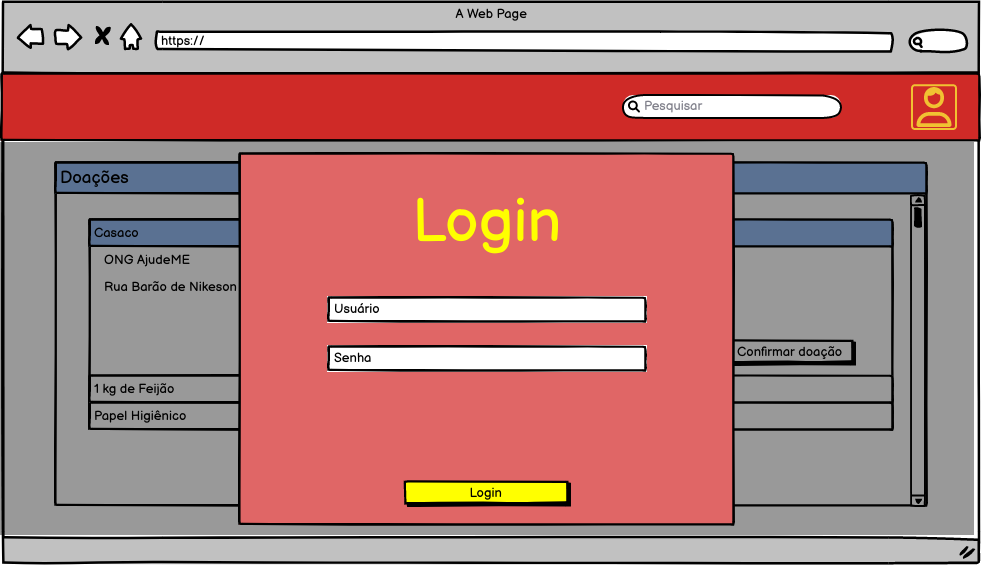 A Web Page
https://
Pesquisar
Doações
Login
Casaco
ONG AjudeME
Rua Barão de Nikeson
Usuário
Senha
Confirmar doação
1 kg de Feijão
Papel Higiênico
Login